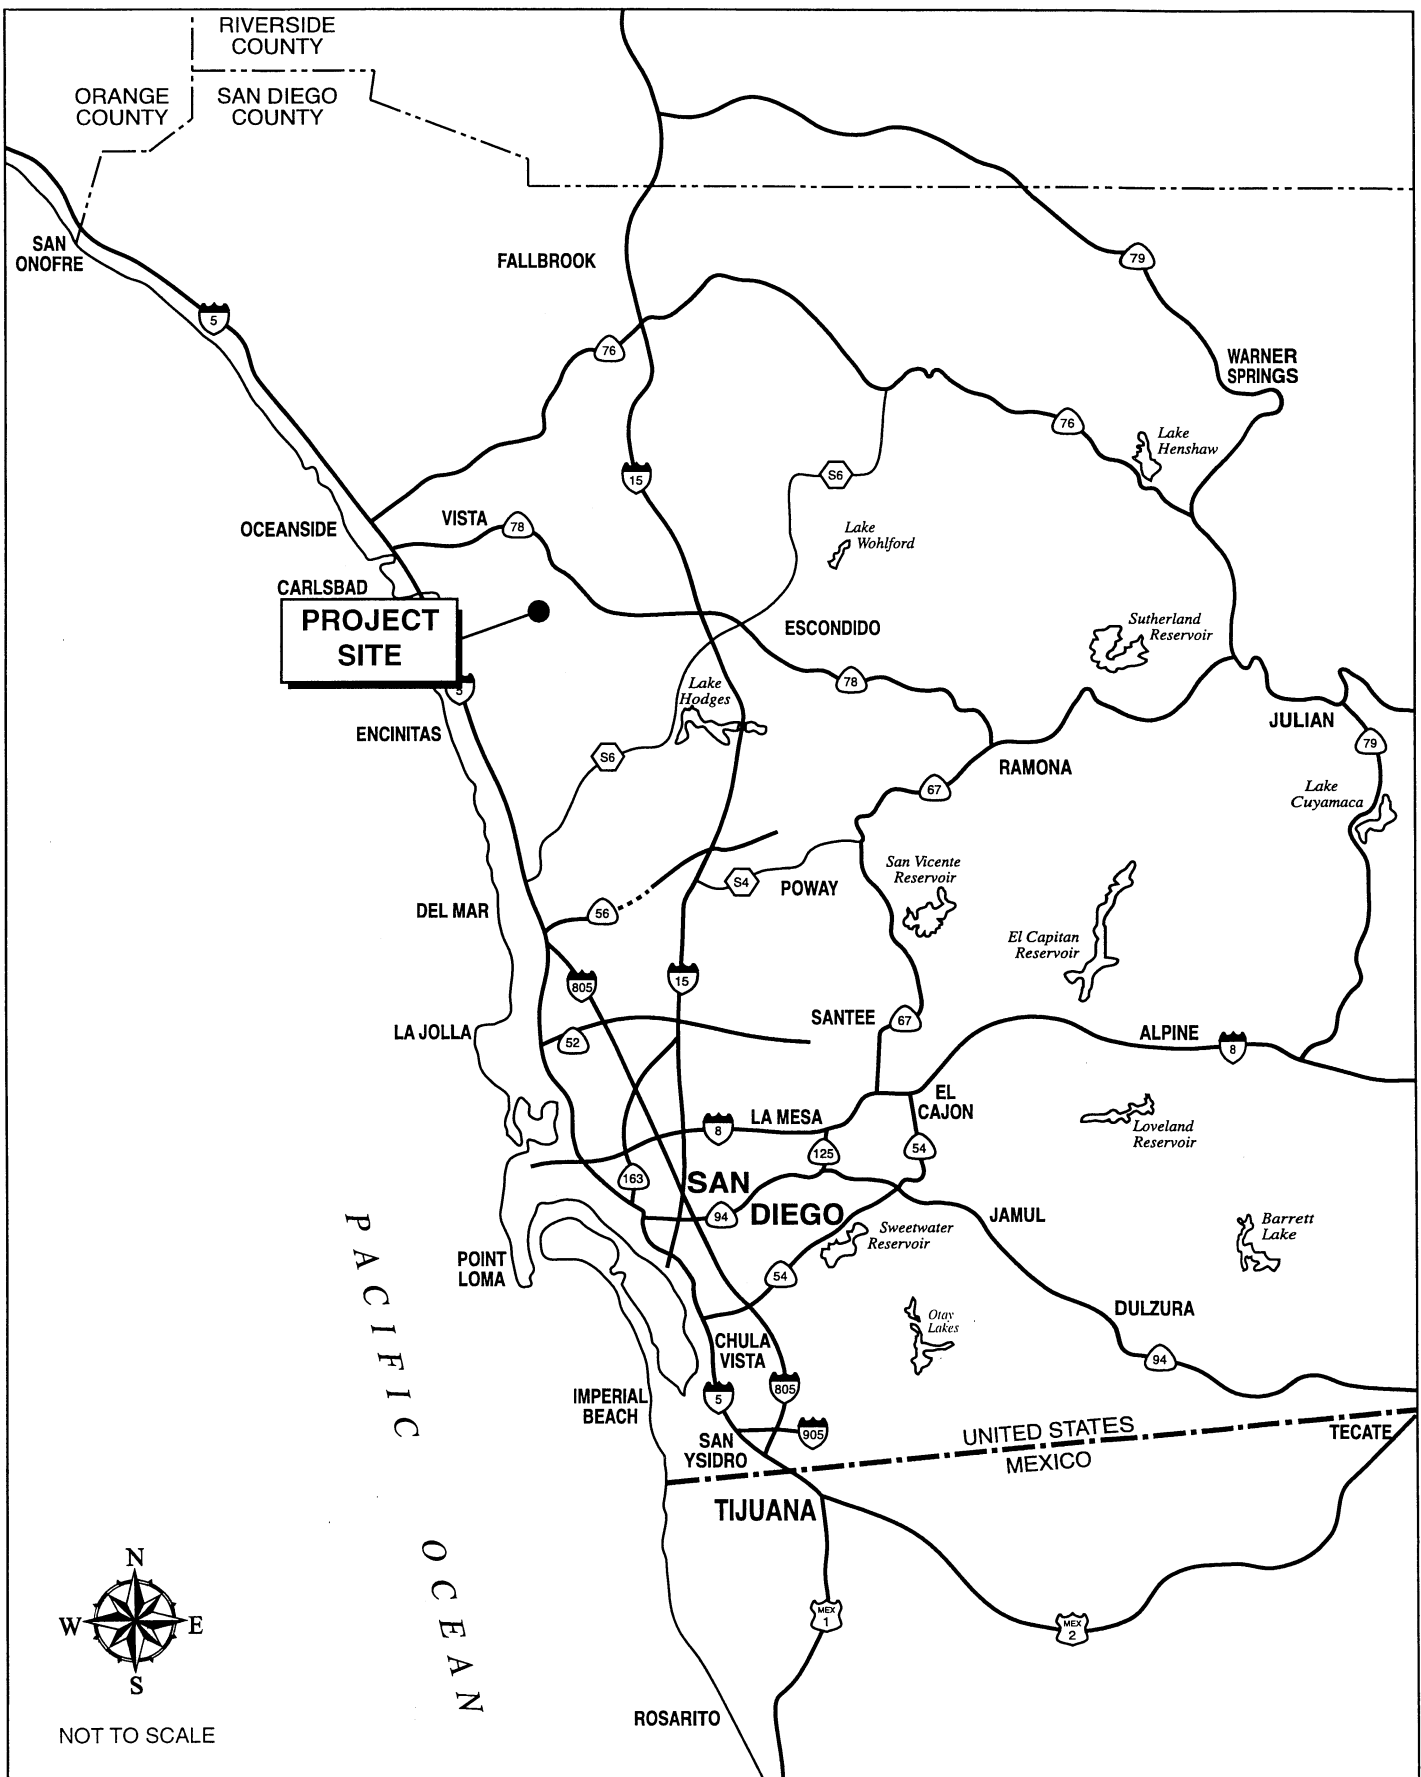 RIVERSIDE
COUNTY
ORANGE
COUNTY
SAN DIEGO
COUNTY
SAN
ONOFRE
FALLBROOK
79
5
76
WARNER
SPRINGS
76
Lake
Henshaw
15
S6
OCEANSIDE
VISTA
78
Lake
Wohlford
CARLSBAD
PROJECT
SITE
ESCONDIDO
Sutherland
Reservoir
5
78
Lake
Hodges
ENCINITAS
JULIAN
79
S6
RAMONA
67
Lake
Cuyamaca
San Vicente
Reservoir
S4
POWAY
DEL MAR
56
El Capitan
Reservoir
805
15
SANTEE
67
LA JOLLA
52
ALPINE
8
EL
CAJON
8
LA MESA
Loveland
Reservoir
125
54
163
SAN
DIEGO
94
JAMUL
Sweetwater
Reservoir
Barrett
Lake
POINT
LOMA
54
Otay
Lakes
DULZURA
CHULA
VISTA
94
IMPERIAL
BEACH
5
805
905
SAN
YSIDRO
UNITED STATES
MEXICO
TECATE
TIJUANA
PACIFIC
OCEAN
MEX
1
MEX
2
ROSARITO
N
W
E
S
NOT TO SCALE